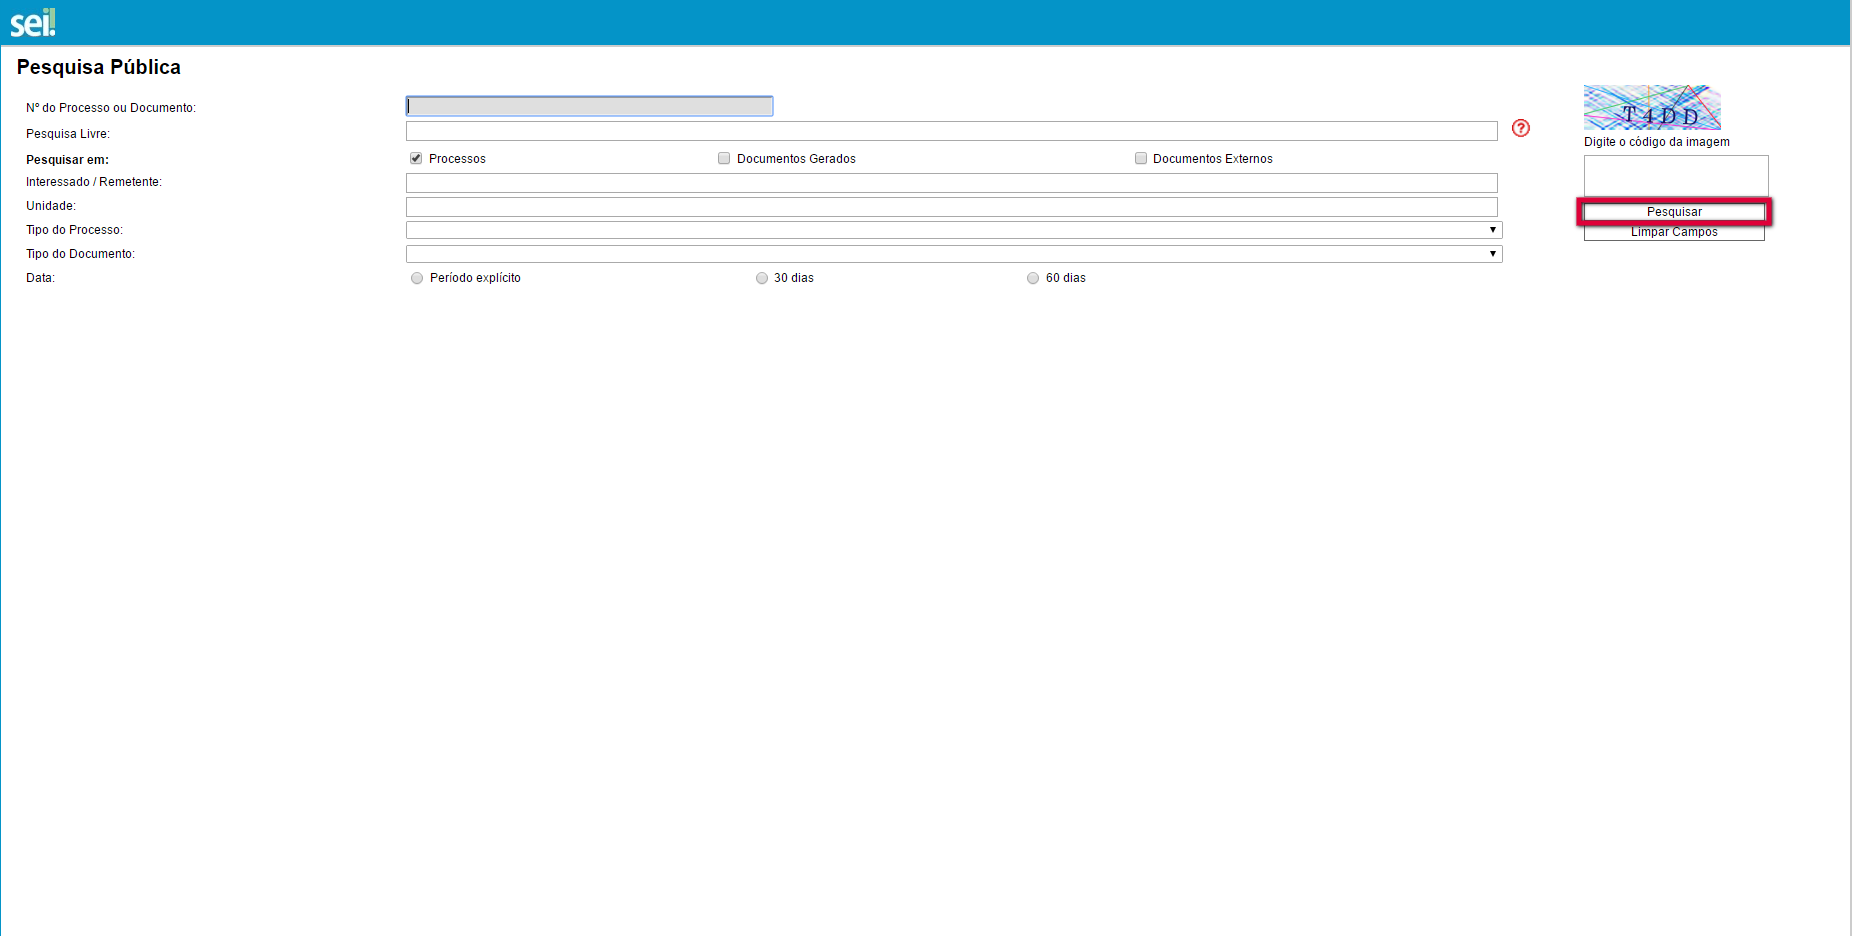 sei!
Pesquisa Pública
Nº do Processo ou Documento:
Pesquisa Livre:
Pesquisar em:
Processos
Documentos Gerados
Documentos Externos
Interessado / Remetente:
Unidade:
Tipo do Processo:
Tipo do Documento:
Data:
Período explícito
30 dias
60 dias
T4DD
Digite o código da imagem
Pesquisar
Limpar Campos